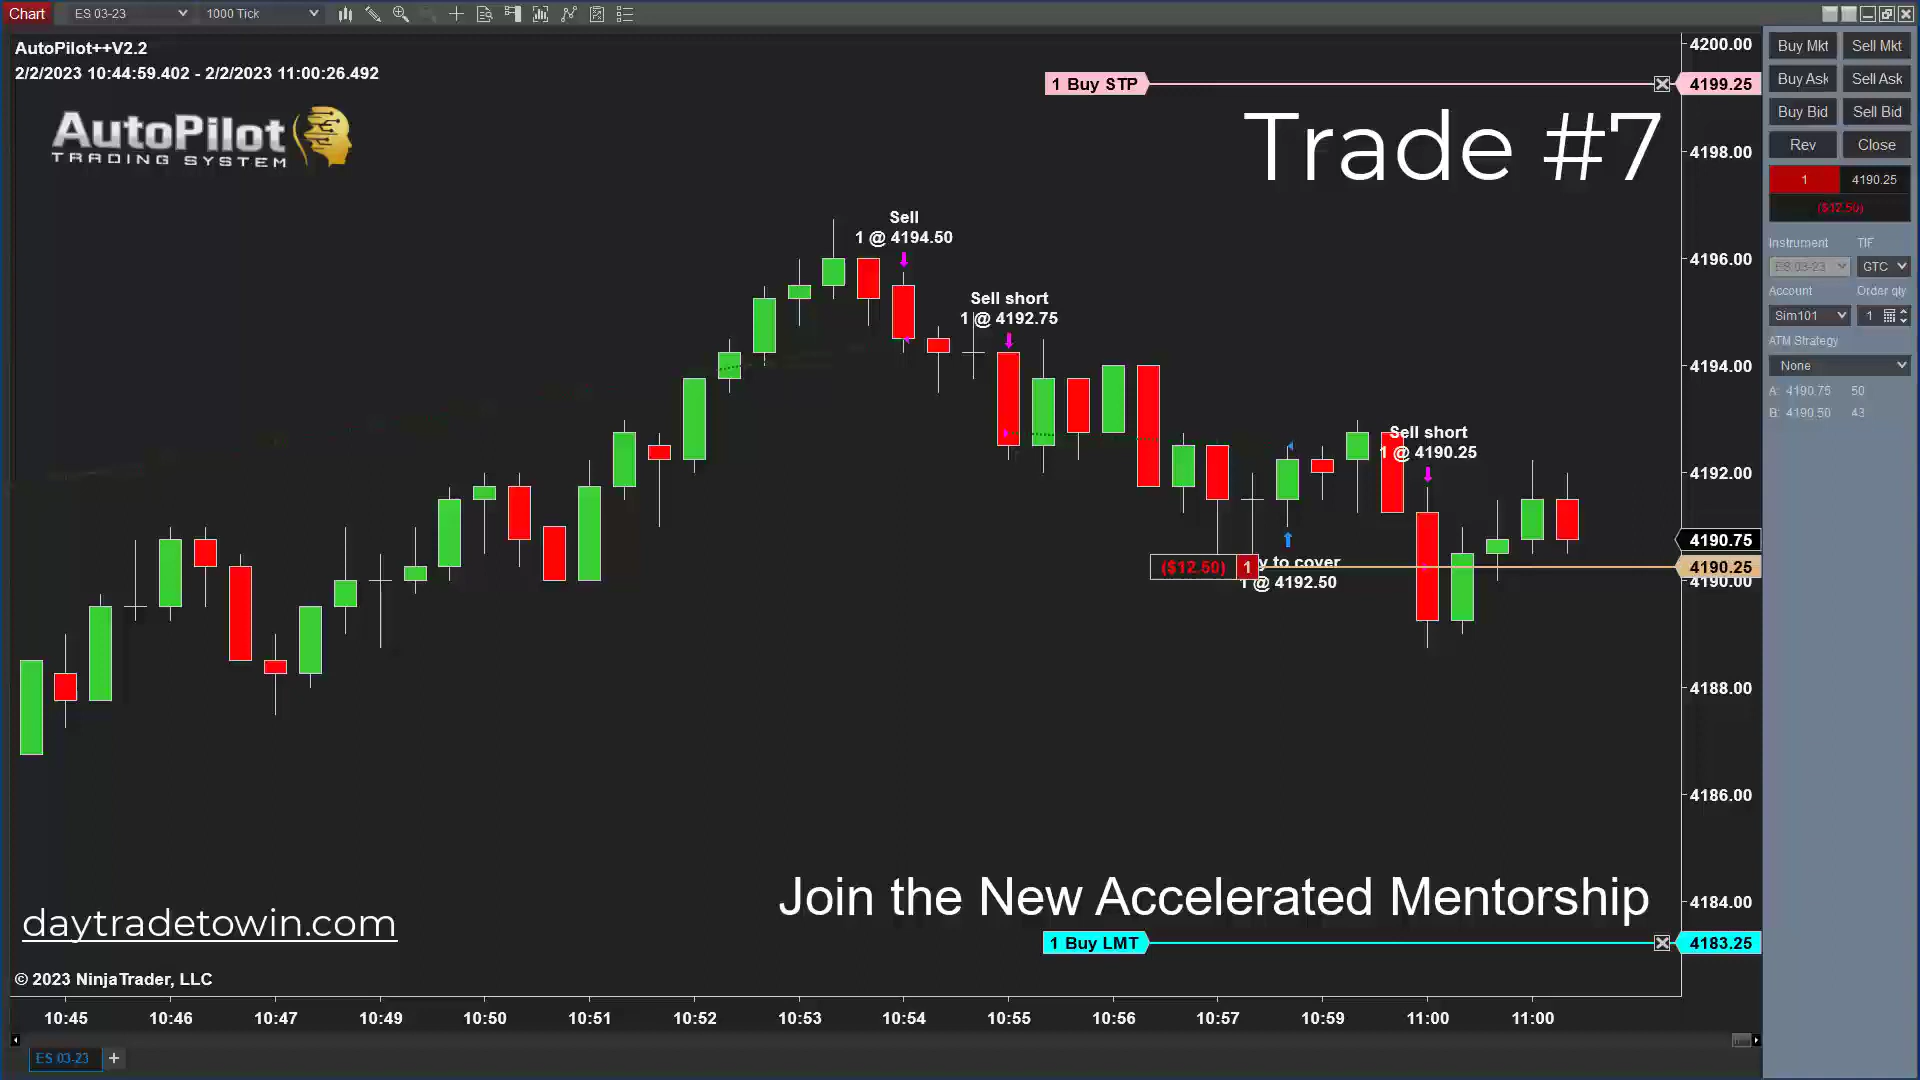 Chart ES 03-23 1000 Tick
AutoPilot++V2.2
2/2/2023 10:44:59.402 - 2/2/2023 11:00:26.492
AutoPilot
TRADING SYSTEM
1 Buy STP
4199.25
Trade #7
Sell
1 @ 4194.50
Sell short
1 @ 4192.75
Sell short
1 @ 4190.25
($12.50) 1
y to cover
1 @ 4192.50
4200.00
4198.00
4196.00
4194.00
4192.00
4190.75
4190.25
4190.00
4188.00
4186.00
4184.00
Join the New Accelerated Mentorship
1 Buy LMT
4183.25
daytradetowin.com
© 2023 NinjaTrader, LLC
10:45 10:46 10:47 10:49 10:50 10:51 10:52 10:53 10:54 10:55 10:56 10:57 10:59 11:00 11:00
ES 03-23 +
Buy Mkt Sell Mkt
Buy Ask Sell Ask
Buy Bid Sell Bid
Rev Close
1 4190.25
($12.50)
Instrument TIF
ES 03-23 GTC
Account Order qty
Sim101 1
ATM Strategy
None
A: 4190.75 50
B: 4190.50 43